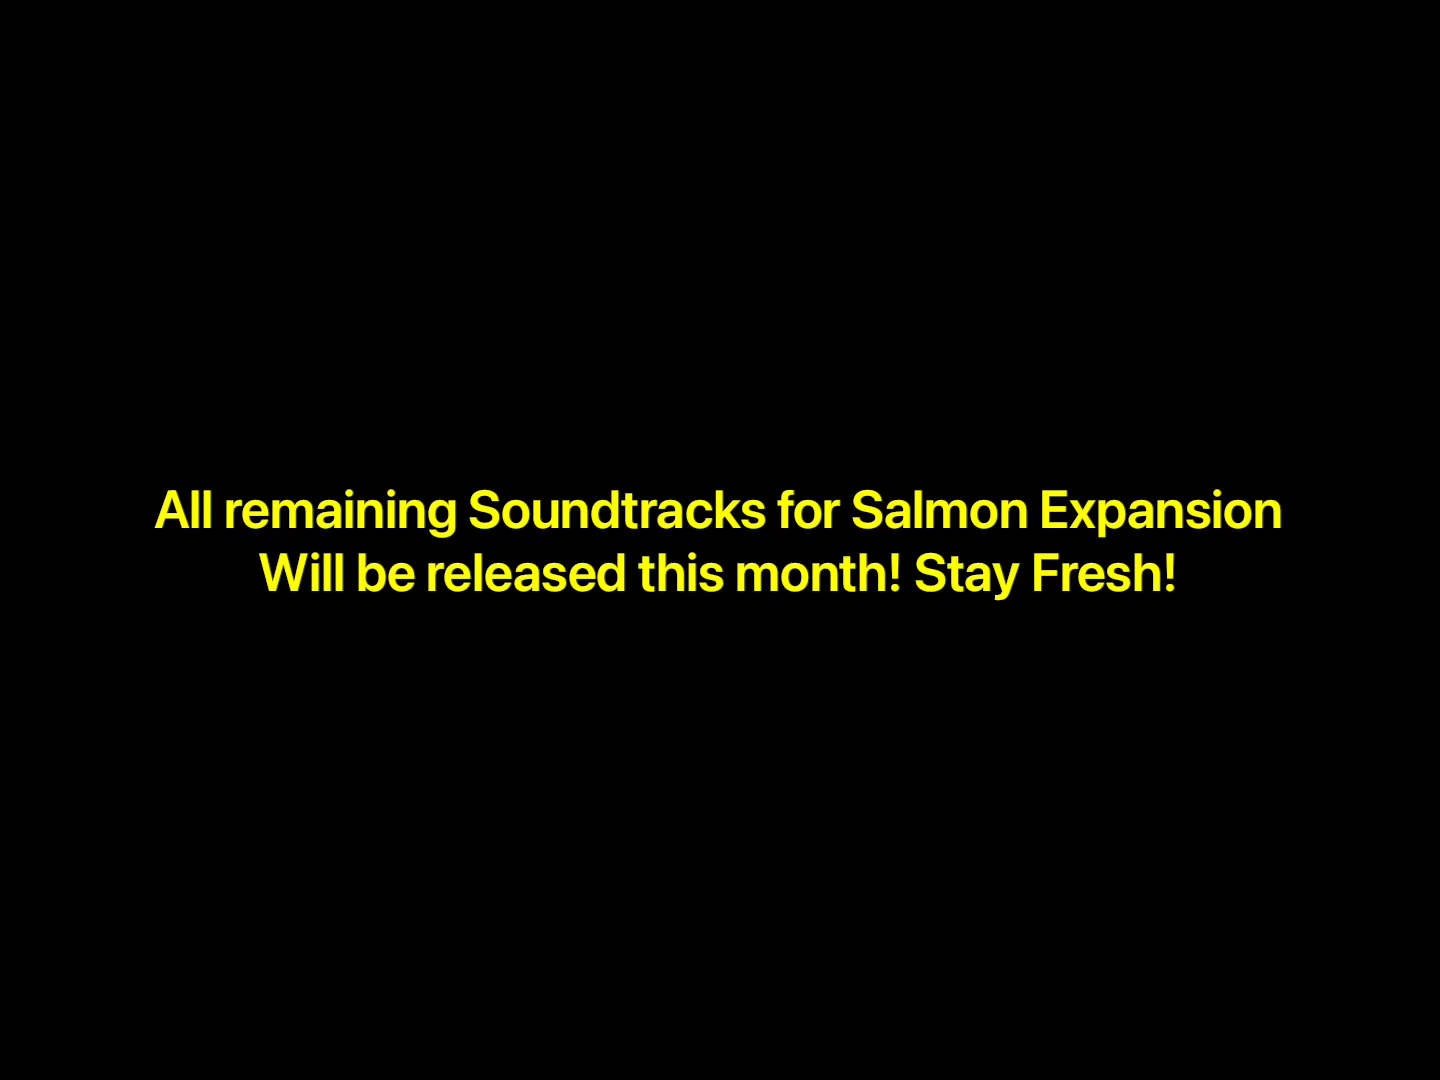 All remaining Soundtracks for Salmon Expansion
Will be released this month! Stay Fresh!